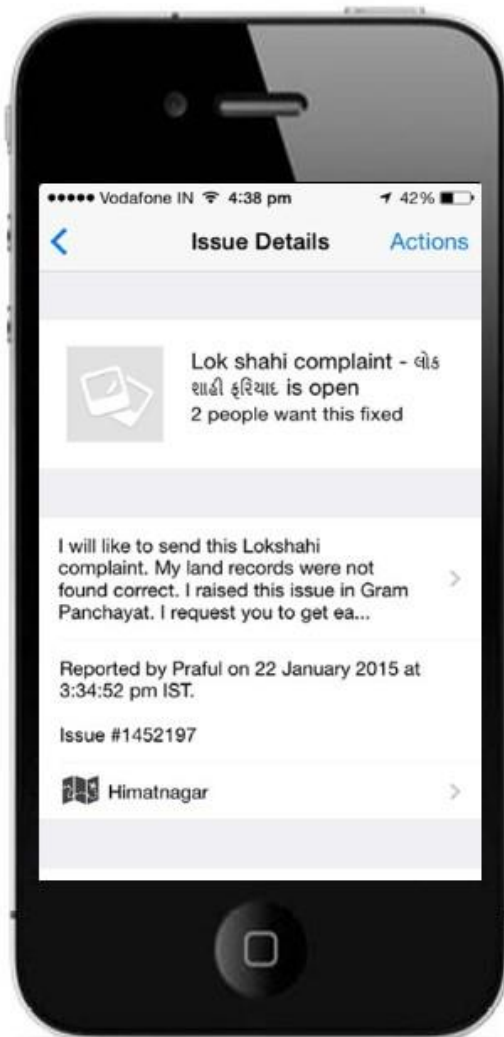 Vodafone IN 4:38 pm 42%
Issue Details Actions
Lok shahi complaint - લોક
શાહી ફરિયાદ is open
2 people want this fixed
I will like to send this Lokshahi
complaint. My land records were not
found correct. I raised this issue in Gram
Panchayat. I request you to get ea...
Reported by Praful on 22 January 2015 at
3:34:52 pm IST.
Issue #1452197
Himatnagar